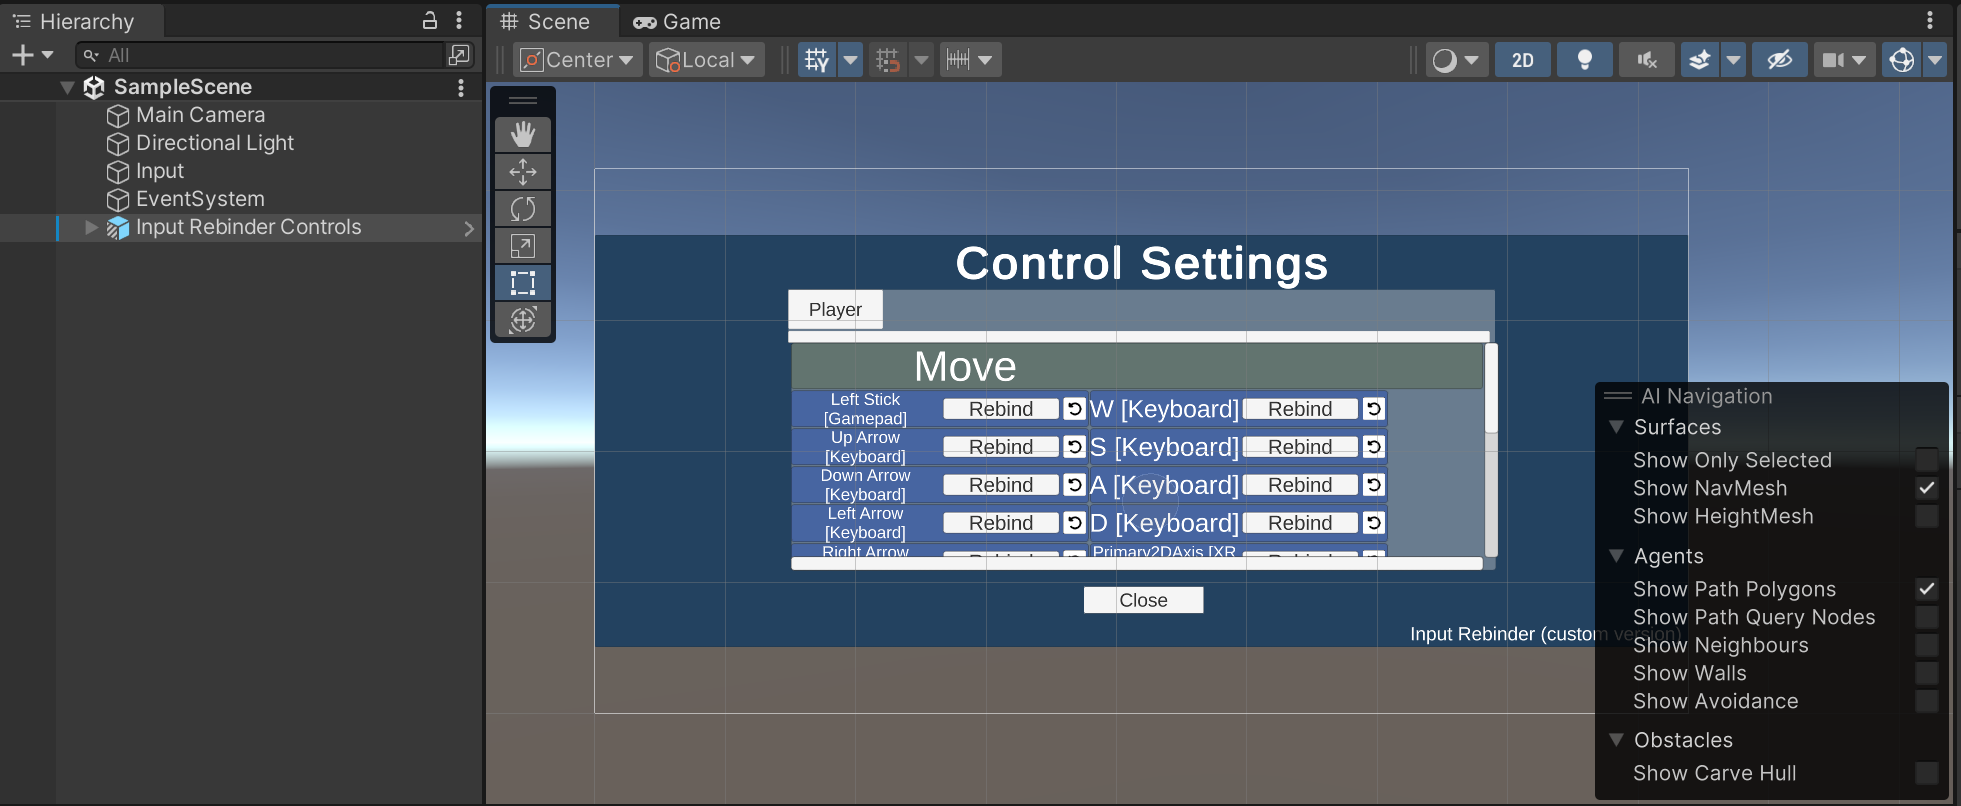 Hierarchy
All
SampleScene
Main Camera
Directional Light
Input
EventSystem
Input Rebinder Controls
Scene
Game
Center
Local
2D
Control Settings
Player
Move
Left Stick
[Gamepad]
Rebind
W [Keyboard]
Rebind
Up Arrow
[Keyboard]
Rebind
S [Keyboard]
Rebind
Down Arrow
[Keyboard]
Rebind
A [Keyboard]
Rebind
Left Arrow
[Keyboard]
Rebind
D [Keyboard]
Rebind
Right Arrow
Rebind
Primary2DAxis [XR
Rebind
Close
Input Rebinder (custom version)
AI Navigation
Surfaces
Show Only Selected
Show NavMesh
Show HeightMesh
Agents
Show Path Polygons
Show Path Query Nodes
Show Neighbours
Show Walls
Show Avoidance
Obstacles
Show Carve Hull